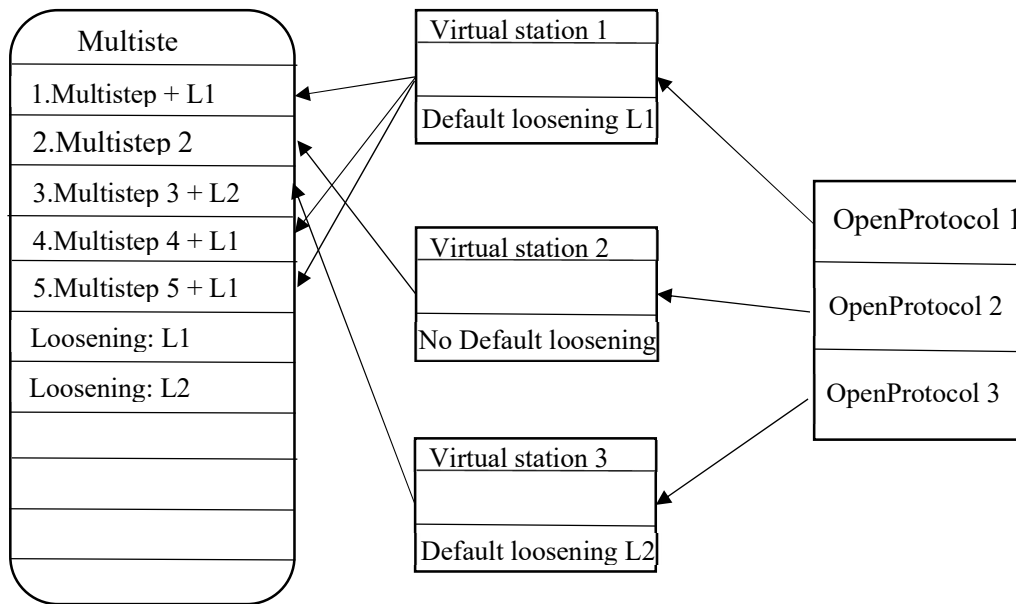 Multiste
1.Multistep + L1
2.Multistep 2
3.Multistep 3 + L2
4.Multistep 4 + L1
5.Multistep 5 + L1
Loosening: L1
Loosening: L2
Virtual station 1
Default loosening L1
Virtual station 2
No Default loosening
Virtual station 3
Default loosening L2
OpenProtocol 1
OpenProtocol 2
OpenProtocol 3